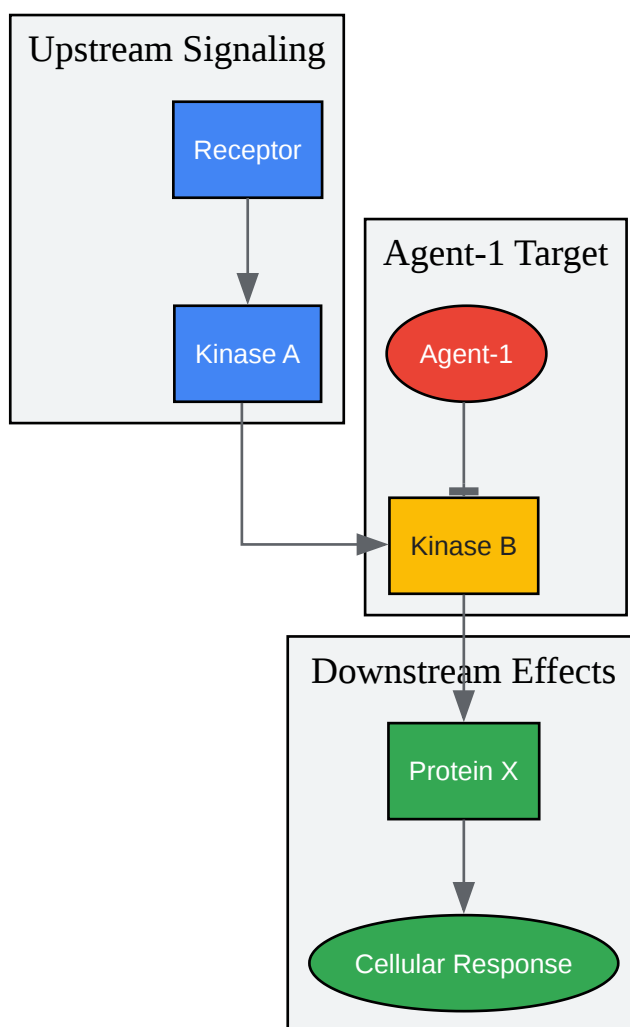 Upstream Signaling
Receptor
Kinase A
Agent-1 Target
Agent-1
Kinase B
Downstream Effects
Protein X
Cellular Response